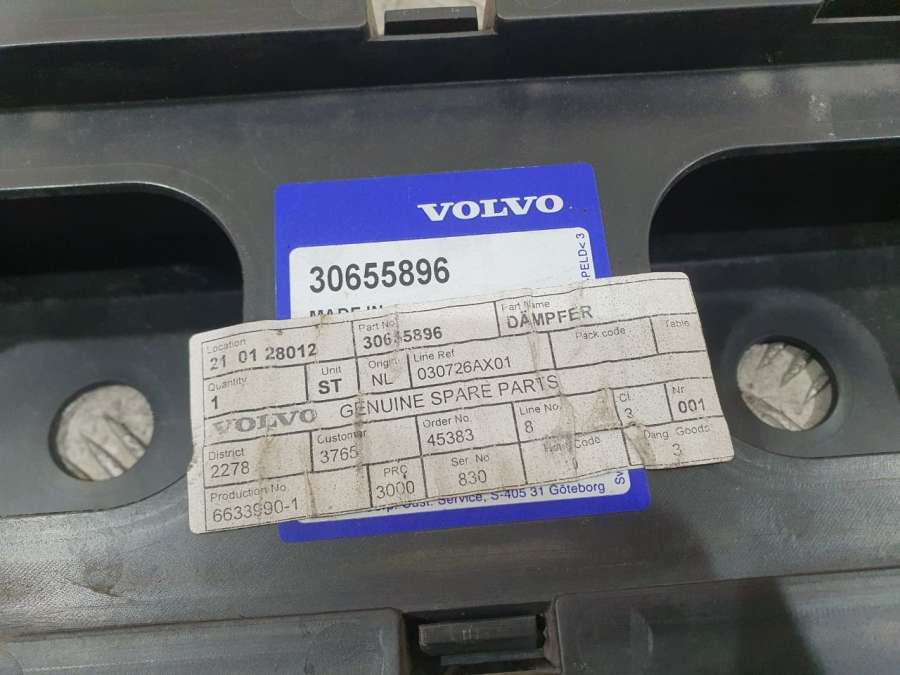 VOLVO
30655896
PELD< 3
MADE IN
Location
21 01 28012
Part No.
30655896
Part Name
DÄMPFER
Quantity
1
Unit
ST
Origin
NL
Line Ref
030726AX01
Pack code
Table
VOLVO GENUINE SPARE PARTS
District
2278
Customer
3765
Order No.
45383
Line No.
8
Cl.
3
Nr
001
Production No.
6633990-1
PRC
3000
Ser. No
830
Code
Dang. Goods
3
Cust. Service, S-405 31 Göteborg